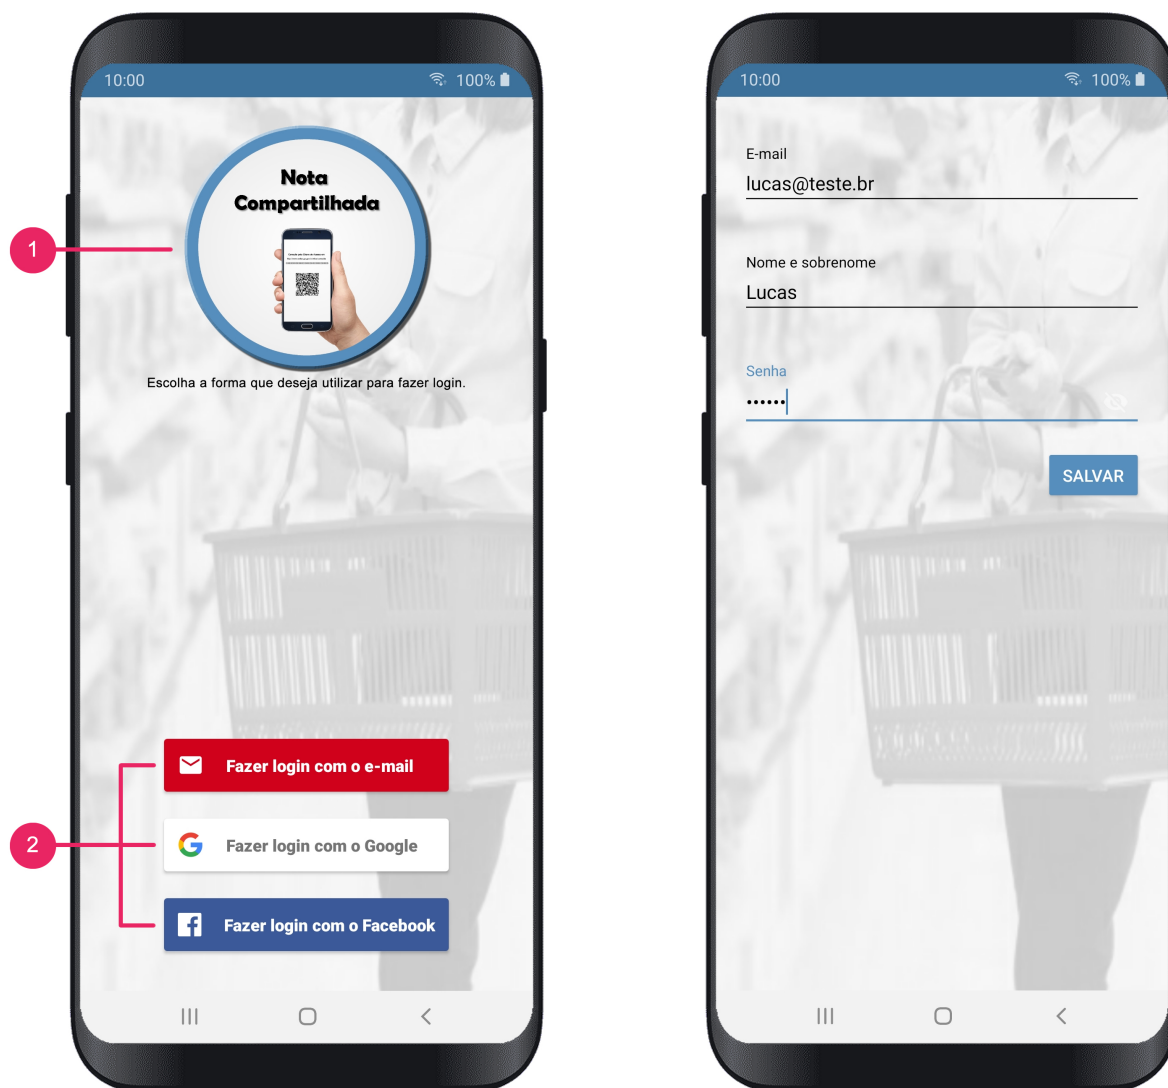 10:00
100%
Nota
Compartilhada
1
Escolha a forma que deseja utilizar para fazer login.
Fazer login com o e-mail
Fazer login com o Google
2
Fazer login com o Facebook
10:00
100%
E-mail
lucas@teste.br
Nome e sobrenome
Lucas
Senha
••••••
SALVAR